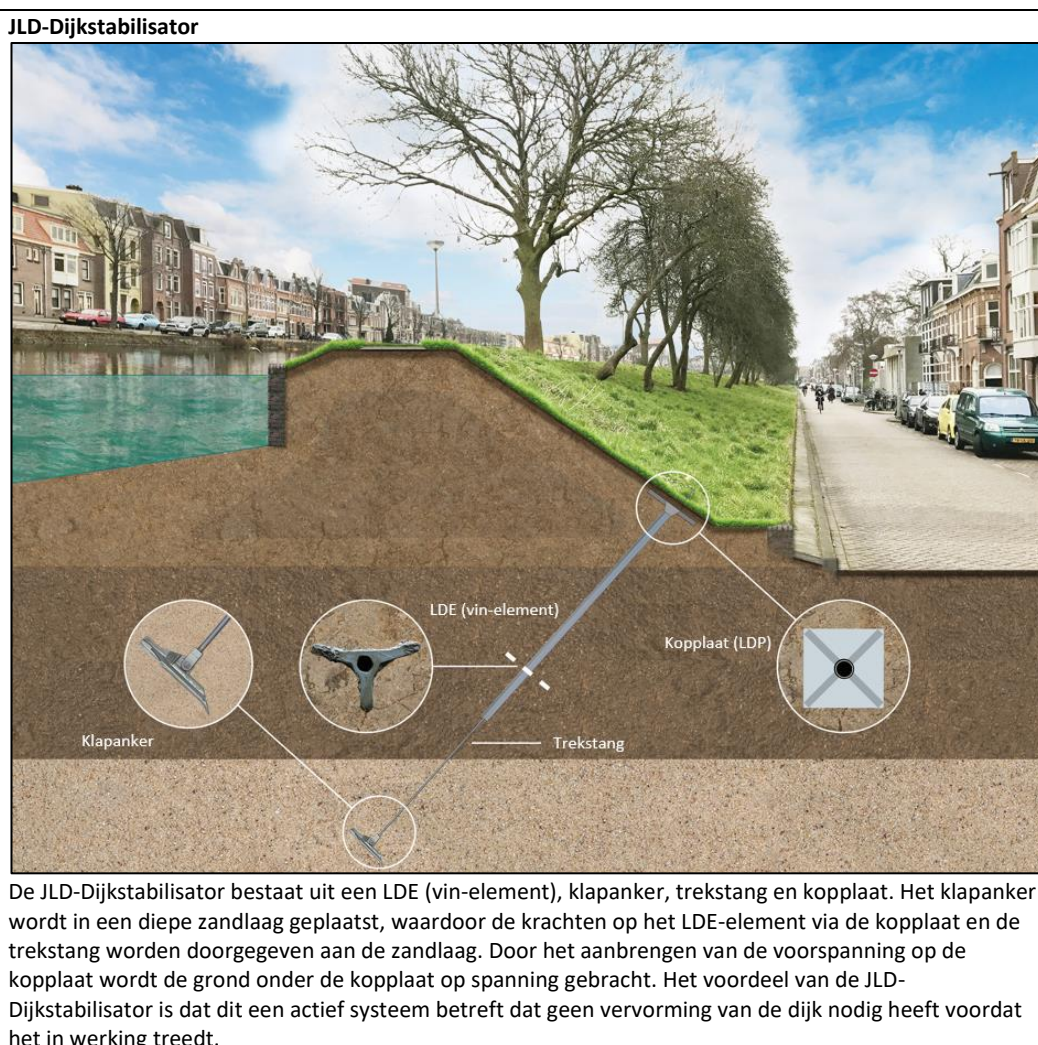 JLD-Dijkstabilisator
LDE (vin-element)
Kopplaat (LDP)
Klapanker
Trekstang
De JLD-Dijkstabilisator bestaat uit een LDE (vin-element), klapanker, trekstang en kopplaat. Het klapanker
wordt in een diepe zandlaag geplaatst, waardoor de krachten op het LDE-element via de kopplaat en de
trekstang worden doorgegeven aan de zandlaag. Door het aanbrengen van de voorspanning op de
kopplaat wordt de grond onder de kopplaat op spanning gebracht. Het voordeel van de JLD-
Dijkstabilisator is dat dit een actief systeem betreft dat geen vervorming van de dijk nodig heeft voordat
het in werking treedt.